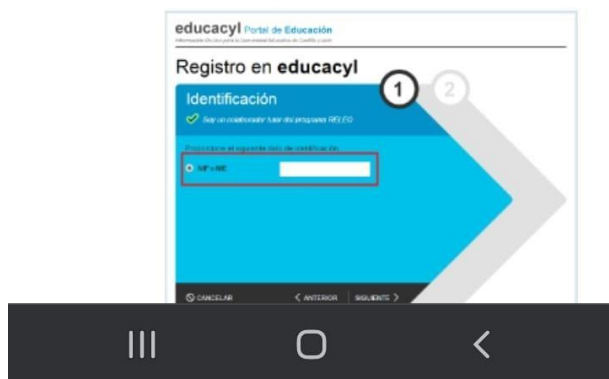 educacyl Portal de Educación
Registro en educacyl
1
2
Identificación
Soy un colaborador tutor del programa RELEO
Proporcione el siguiente dato de identificación
NIF o NIE
CANCELAR
ANTERIOR
SIGUIENTE